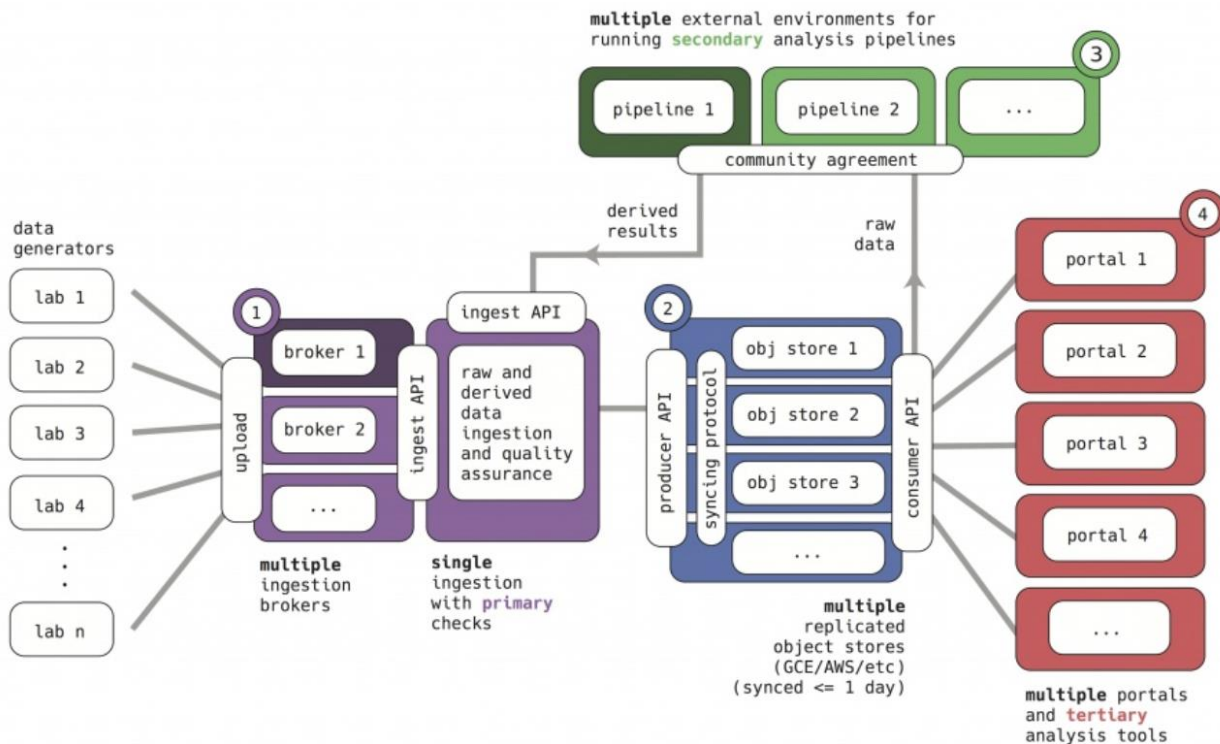 multiple external environments for
running secondary analysis pipelines
3
pipeline 1
pipeline 2
...
community agreement
derived
results
raw
data
data
generators
lab 1
lab 2
lab 3
lab 4
.
.
.
lab n
upload
1
broker 1
broker 2
...
multiple
ingestion
brokers
ingest API
ingest API
raw and
derived
data
ingestion
and quality
assurance
single
ingestion
with primary
checks
2
producer API
syncing protocol
obj store 1
obj store 2
obj store 3
...
consumer API
multiple
replicated
object stores
(GCE/AWS/etc)
(synced <= 1 day)
4
portal 1
portal 2
portal 3
portal 4
...
multiple portals
and tertiary
analysis tools